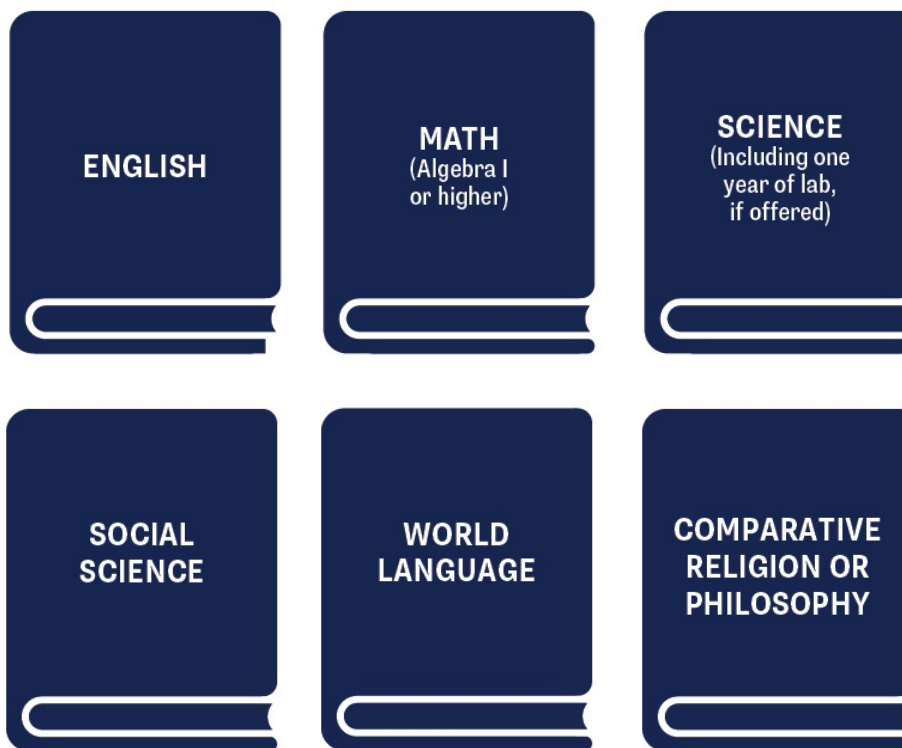 ENGLISH
MATH
(Algebra I
or higher)
SCIENCE
(Including one
year of lab,
if offered)
SOCIAL
SCIENCE
WORLD
LANGUAGE
COMPARATIVE
RELIGION OR
PHILOSOPHY